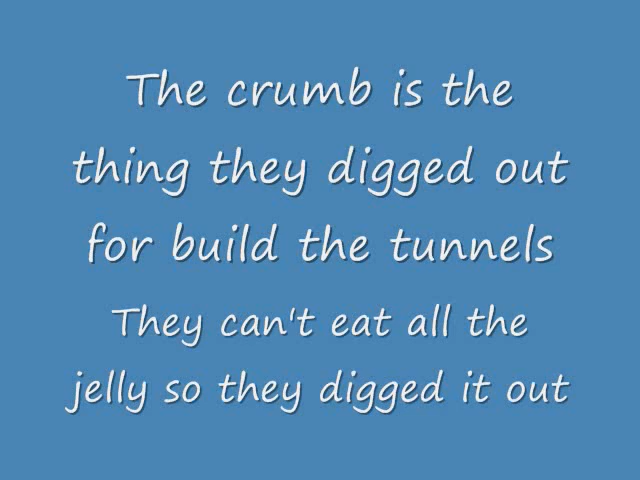 The crumb is the
thing they digged out
for build the tunnels
They can't eat all the
jelly so they digged it out